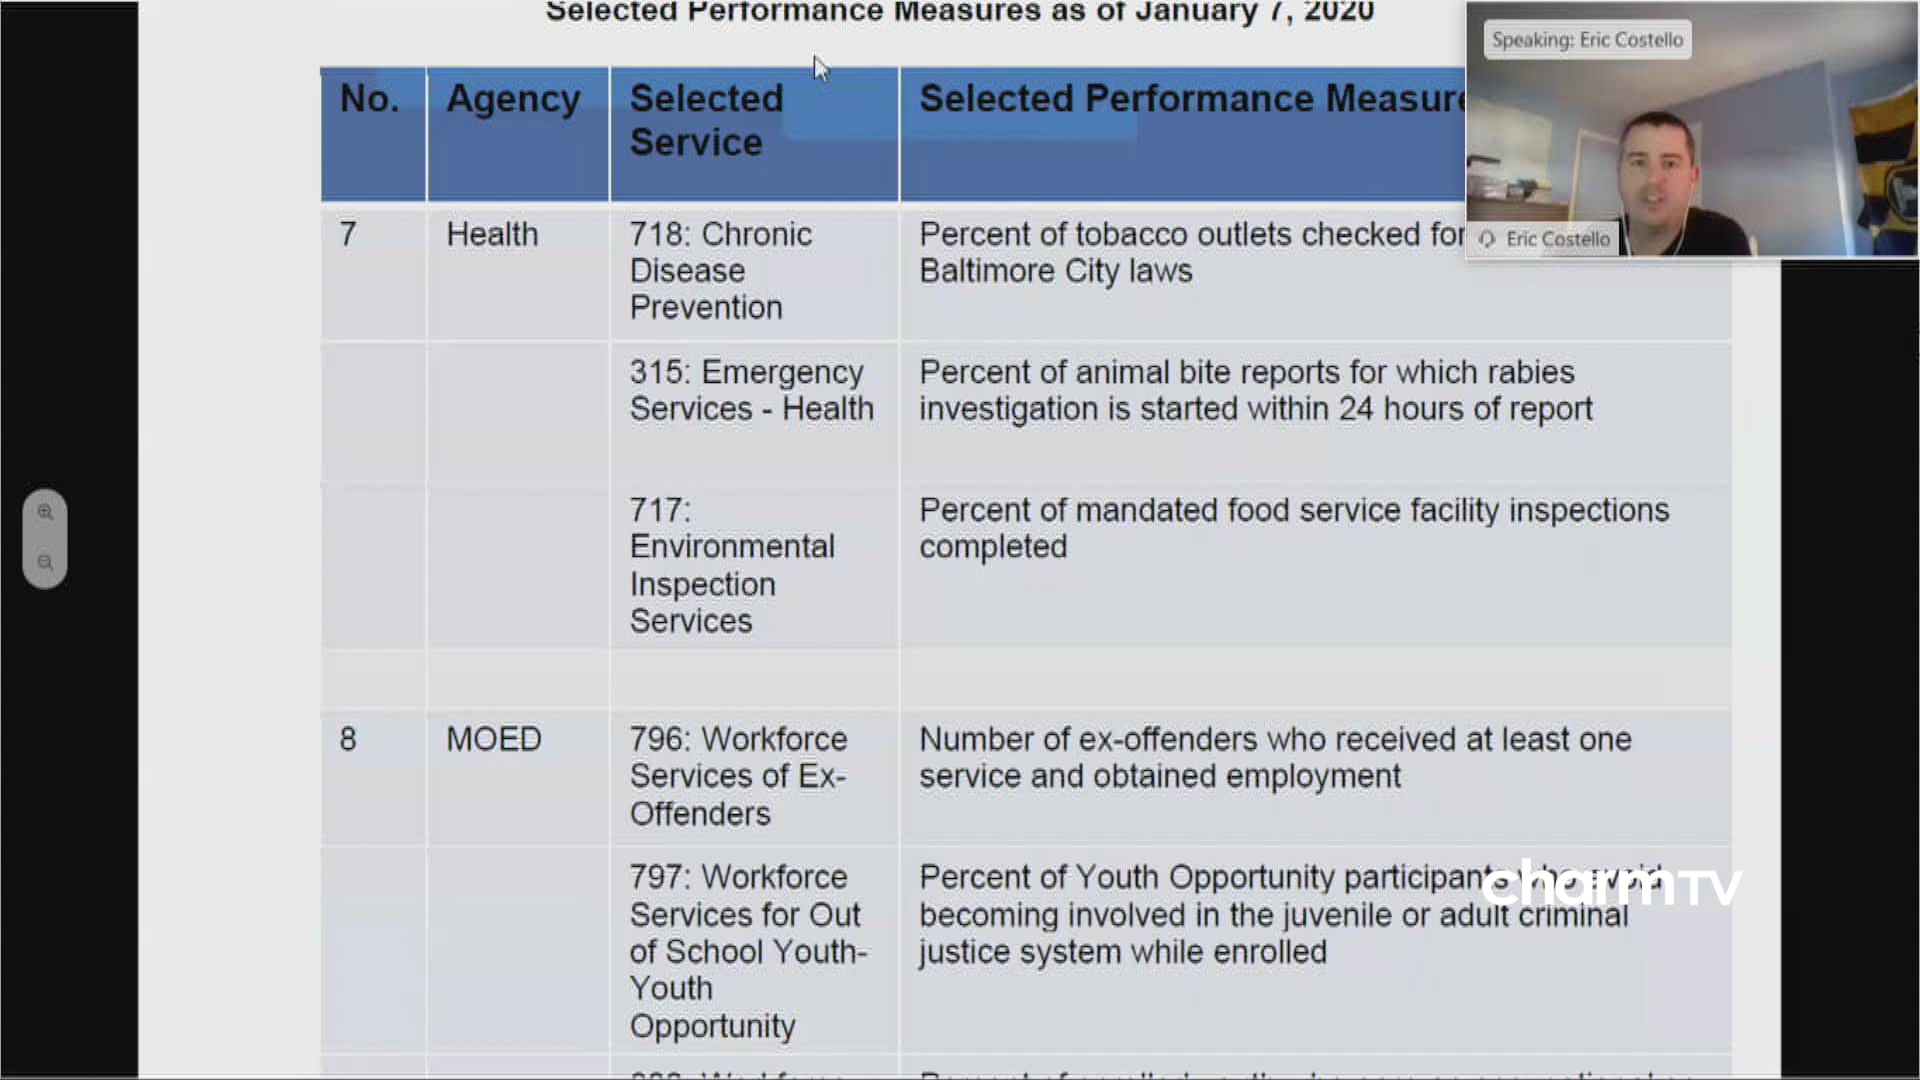 Selected Performance Measures as of January 7, 2020
Speaking: Eric Costello
No.
Agency
Selected
Service
Selected Performance
Eric Costello
7
Health
718: Chronic
Disease
Prevention
Percent of tobacco outlets checked for
Baltimore City laws
315: Emergency
Services - Health
Percent of animal bite reports for which rabies
investigation is started within 24 hours of report
717:
Environmental
Inspection
Services
Percent of mandated food service facility inspections
completed
8
MOED
796: Workforce
Services of Ex-
Offenders
Number of ex-offenders who received at least one
service and obtained employment
797: Workforce
Services for Out
of School Youth-
Youth
Opportunity
Percent of Youth Opportunity participants who avoid
becoming involved in the juvenile or adult criminal
justice system while enrolled
charmTV